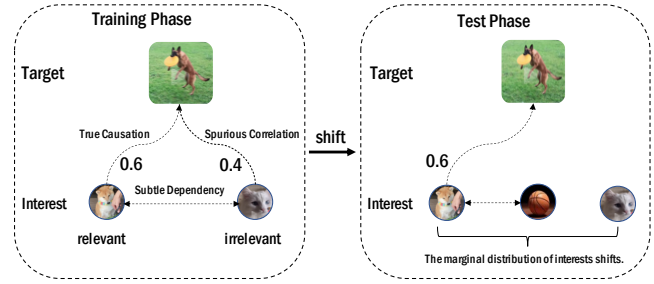 Training Phase
Target
True Causation
Spurious Correlation
0.6
0.4
Subtle Dependency
Interest
relevant
irrelevant
shift
Test Phase
Target
0.6
Interest
The marginal distribution of interests shifts.